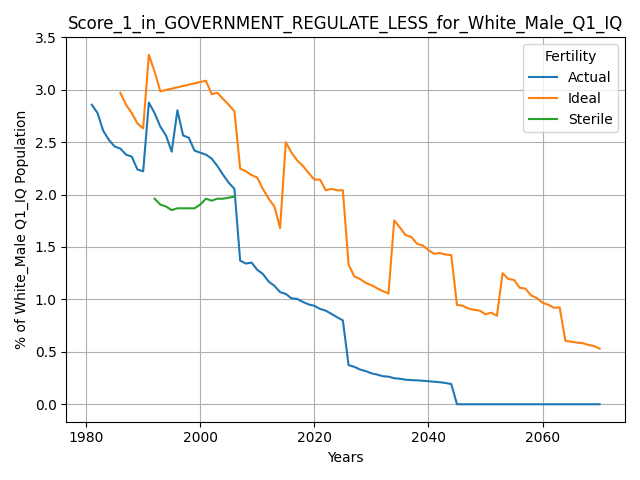 Score_1_in_GOVERNMENT_REGULATE_LESS_for_White_Male_Q1_IQ
Fertility
Actual
Ideal
Sterile
% of White_Male Q1_IQ Population
3.5
3.0
2.5
2.0
1.5
1.0
0.5
0.0
1980 2000 2020 2040 2060
Years